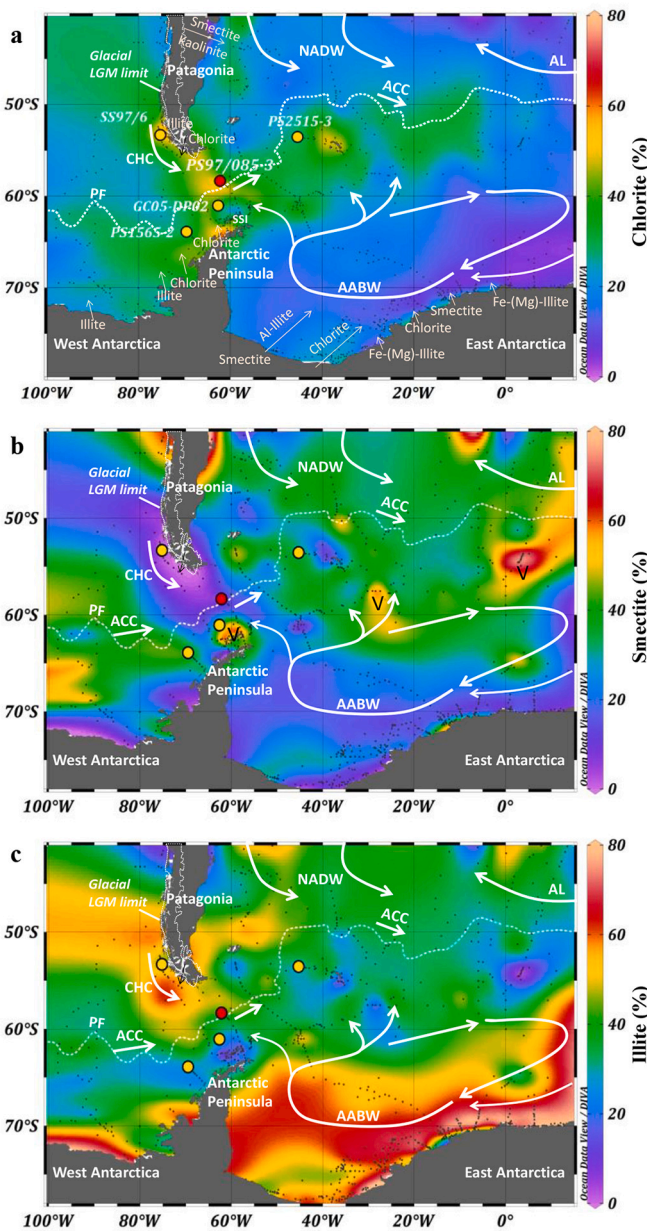 a
Smectite
Kaolinite
NADW
AL
80
Glacial
LGM limit
Patagonia
60
50°S
ACC
SS97/6
Illite
PS2515-3
Chlorite
CHC
PS97/085-3
40
60°S
PF
GC05-DP02
SSI
PS1565-2
Chlorite
Antarctic
Peninsula
20
Chlorite
Illite
AABW
70°S
Illite
Al-Illite
Chlorite
Smectite
Fe-(Mg)-Illite
Smectite
Chlorite
Fe-(Mg)-Illite
West Antarctica
East Antarctica
0
Ocean Data View / DIVA
Chlorite (%)
100°W
80°W
60°W
40°W
20°W
0°
b
80
Glacial
LGM limit
Patagonia
NADW
AL
60
50°S
ACC
V
CHC
40
60°S
PF
ACC
V
V
Antarctic
Peninsula
20
70°S
AABW
West Antarctica
East Antarctica
0
Ocean Data View / DIVA
Smectite (%)
100°W
80°W
60°W
40°W
20°W
0°
c
80
Glacial
LGM limit
Patagonia
NADW
AL
60
50°S
ACC
CHC
40
60°S
PF
ACC
Antarctic
Peninsula
20
70°S
AABW
West Antarctica
East Antarctica
0
Ocean Data View / DIVA
Illite (%)
100°W
80°W
60°W
40°W
20°W
0°